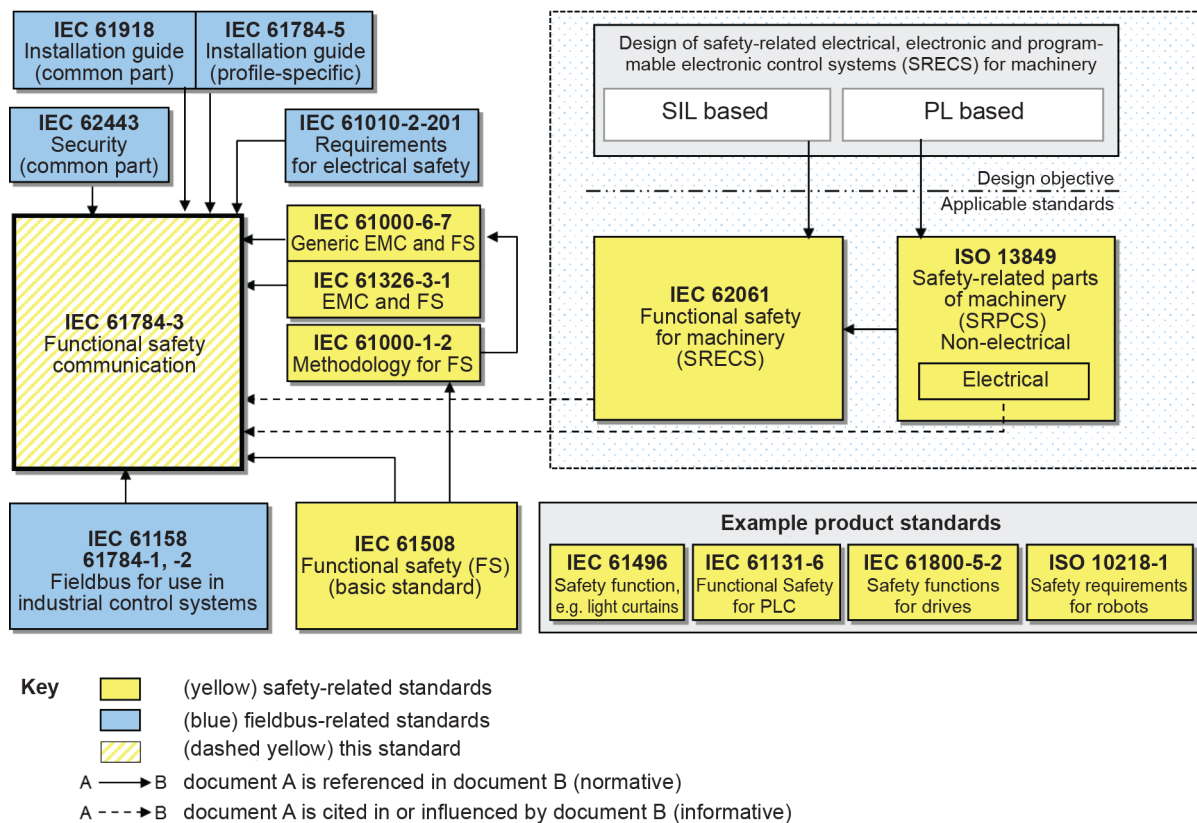 IEC 61918
Installation guide
(common part)
IEC 61784-5
Installation guide
(profile-specific)
IEC 62443
Security
(common part)
IEC 61010-2-201
Requirements
for electrical safety
IEC 61000-6-7
Generic EMC and FS
IEC 61326-3-1
EMC and FS
IEC 61000-1-2
Methodology for FS
IEC 61784-3
Functional safety
communication
IEC 61158
61784-1, -2
Fieldbus for use in
industrial control systems
IEC 61508
Functional safety (FS)
(basic standard)
Design of safety-related electrical, electronic and program-
mable electronic control systems (SRECS) for machinery
SIL based
PL based
Design objective
Applicable standards
IEC 62061
Functional safety
for machinery
(SRECS)
ISO 13849
Safety-related parts
of machinery
(SRPCS)
Non-electrical
Electrical
Example product standards
IEC 61496
Safety function,
e.g. light curtains
IEC 61131-6
Functional Safety
for PLC
IEC 61800-5-2
Safety functions
for drives
ISO 10218-1
Safety requirements
for robots
Key
(yellow) safety-related standards
(blue) fieldbus-related standards
(dashed yellow) this standard
A B document A is referenced in document B (normative)
A B document A is cited in or influenced by document B (informative)